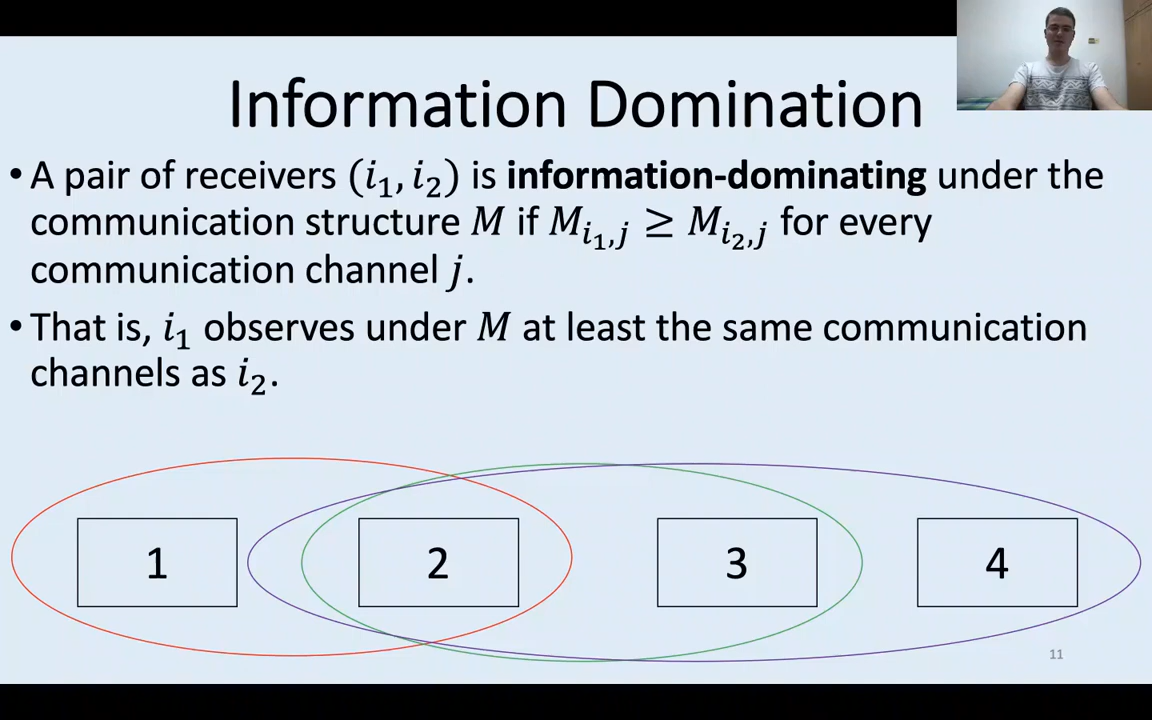 Information Domination
• A pair of receivers (i₁, i₂) is information-dominating under the
communication structure M if M_{i₁,j} ≥ M_{i₂,j} for every
communication channel j.
• That is, i₁ observes under M at least the same communication
channels as i₂.
1 2 3 4
11